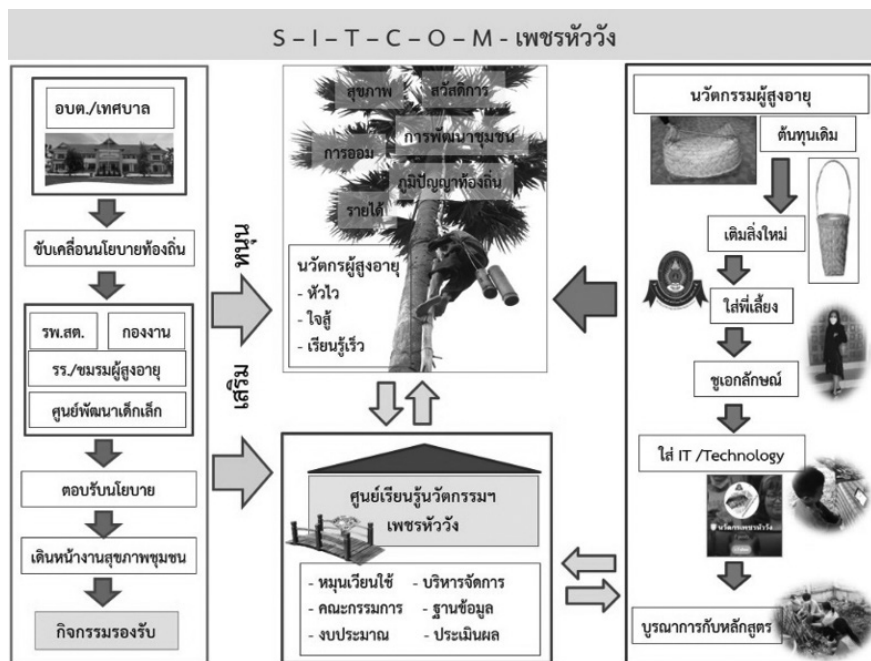 S – I – T – C – O – M - เพชรหัววัง
อบต./เทศบาล
ขับเคลื่อนนโยบายท้องถิ่น
รพ.สต.
กองงาน
รร./ชมรมผู้สูงอายุ
ศูนย์พัฒนาเด็กเล็ก
ตอบรับนโยบาย
เดินหน้างานสุขภาพชุมชน
กิจกรรมรองรับ
หนุน
เสริม
สุขภาพ
สวัสดิการ
การพัฒนาชุมชน
การออม
ภูมิปัญญาท้องถิ่น
รายได้
นวัตกรผู้สูงอายุ
- หัวไว
- ใจสู้
- เรียนรู้เร็ว
ศูนย์เรียนรู้นวัตกรรมฯ
เพชรหัววัง
- หมุนเวียนใช้ - บริหารจัดการ
- คณะกรรมการ - ฐานข้อมูล
- งบประมาณ - ประเมินผล
นวัตกรรมผู้สูงอายุ
ต้นทุนเดิม
เติมสิ่งใหม่
ใส่พี่เลี้ยง
ชูเอกลักษณ์
ใส่ IT /Technology
นวัตกรเพชรหัววัง...
บูรณาการกับหลักสูตร